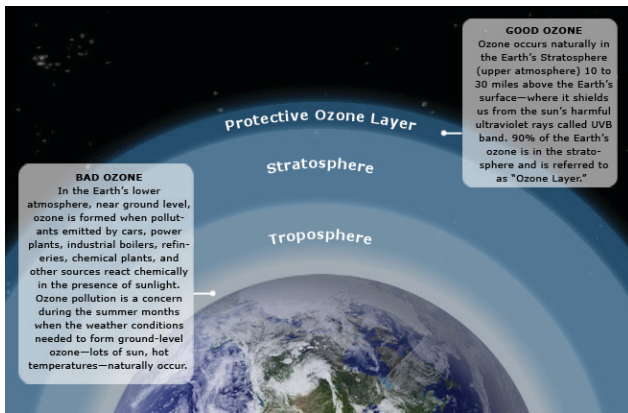 GOOD OZONE
Ozone occurs naturally in
the Earth's Stratosphere
(upper atmosphere) 10 to
30 miles above the Earth's
surface—where it shields
us from the sun's harmful
ultraviolet rays called UVB
band. 90% of the Earth's
ozone is in the strato-
sphere and is referred to
as “Ozone Layer.”
Protective Ozone Layer
Stratosphere
Troposphere
BAD OZONE
In the Earth's lower
atmosphere, near ground level,
ozone is formed when pollut-
ants emitted by cars, power
plants, industrial boilers, refin-
eries, chemical plants, and
other sources react chemically
in the presence of sunlight.
Ozone pollution is a concern
during the summer months
when the weather conditions
needed to form ground-level
ozone—lots of sun, hot
temperatures—naturally occur.